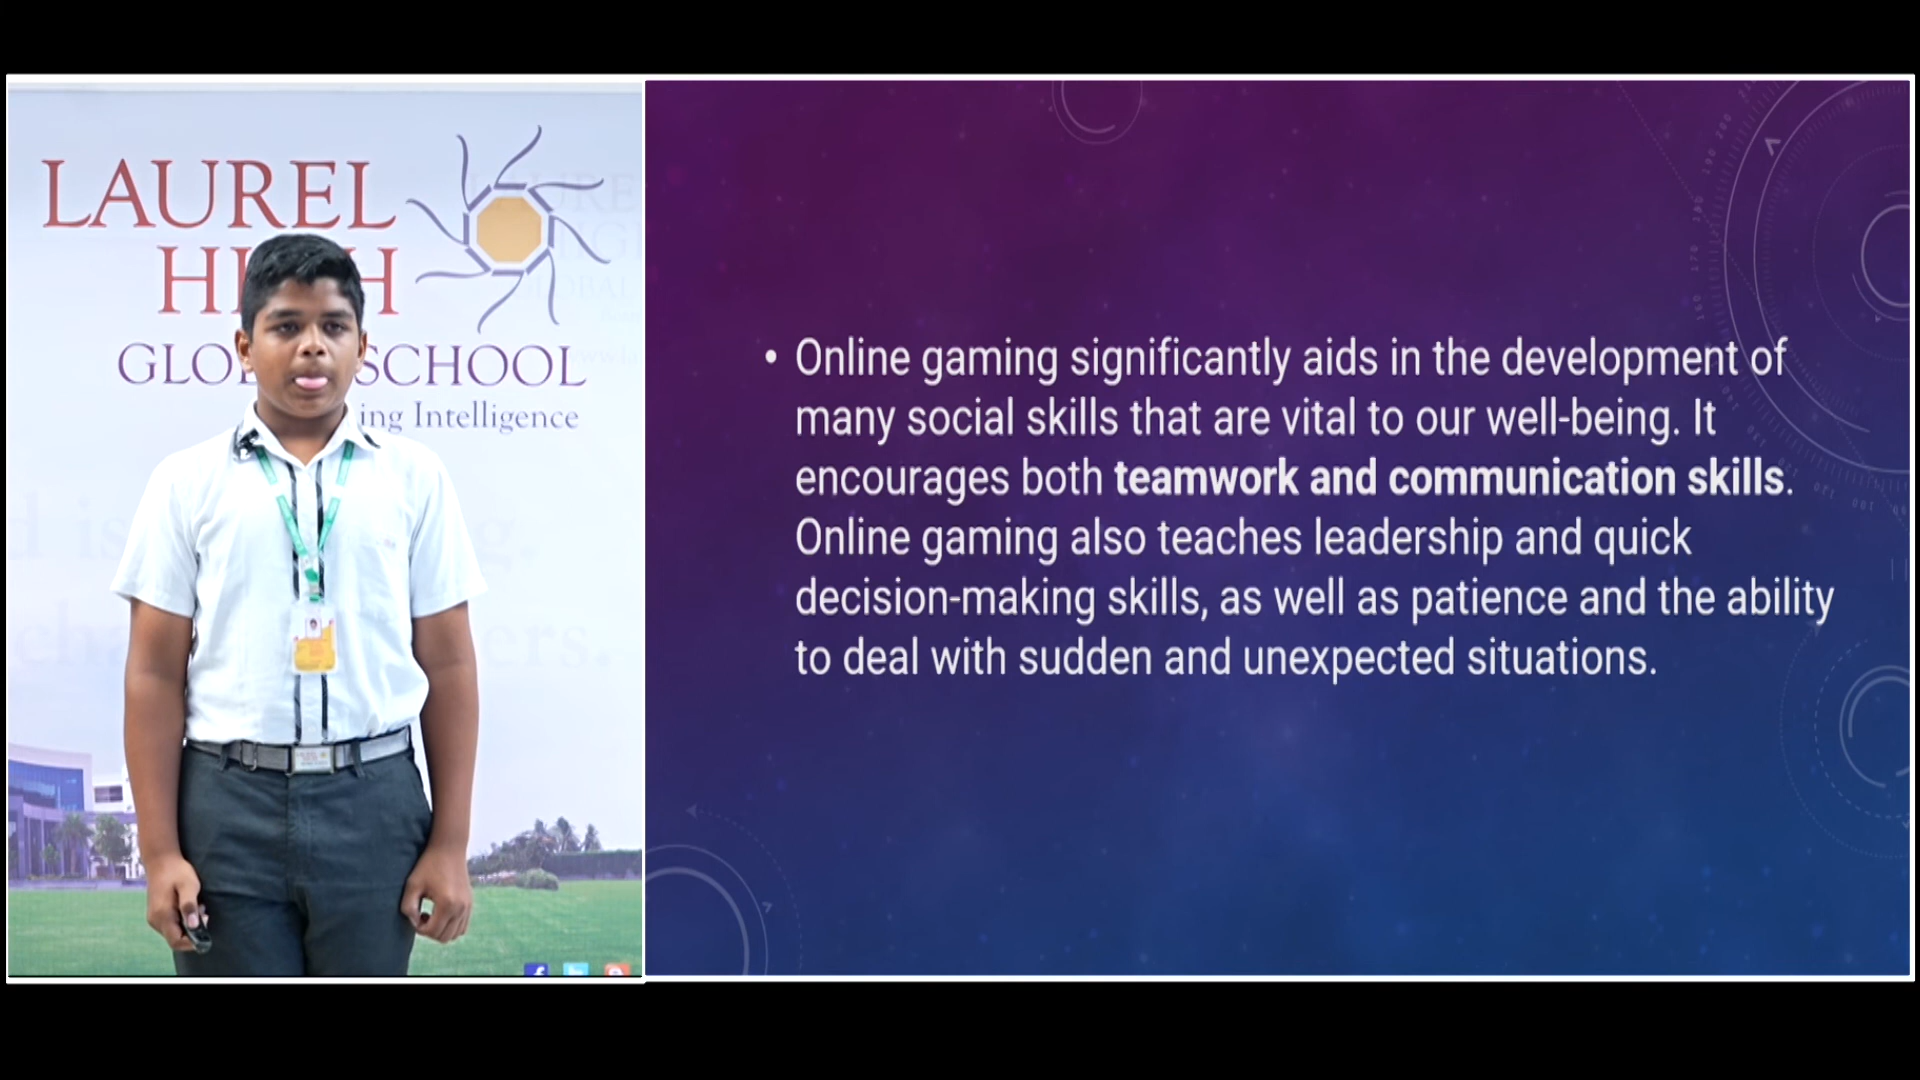 LAUREL
H H
GLO SCHOOL
ing Intelligence
• Online gaming significantly aids in the development of
many social skills that are vital to our well-being. It
encourages both teamwork and communication skills.
Online gaming also teaches leadership and quick
decision-making skills, as well as patience and the ability
to deal with sudden and unexpected situations.